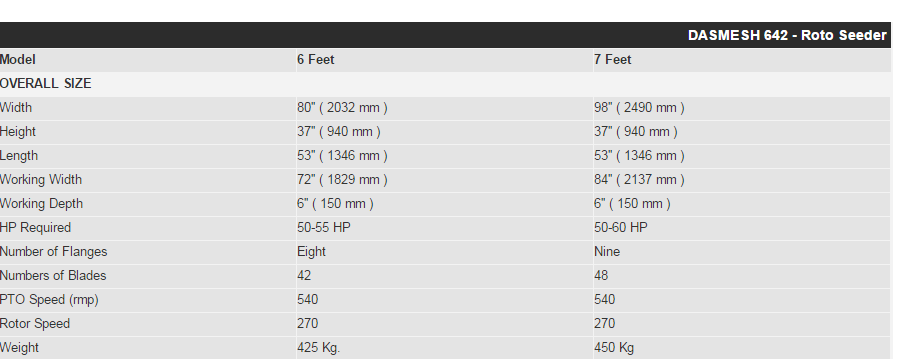 DASMESH 642 - Roto Seeder
Model 6 Feet 7 Feet
OVERALL SIZE
Width 80" ( 2032 mm ) 98" ( 2490 mm )
Height 37" ( 940 mm ) 37" ( 940 mm )
Length 53" ( 1346 mm ) 53" ( 1346 mm )
Working Width 72" ( 1829 mm ) 84" ( 2137 mm )
Working Depth 6" ( 150 mm ) 6" ( 150 mm )
HP Required 50-55 HP 50-60 HP
Number of Flanges Eight Nine
Numbers of Blades 42 48
PTO Speed (rmp) 540 540
Rotor Speed 270 270
Weight 425 Kg. 450 Kg